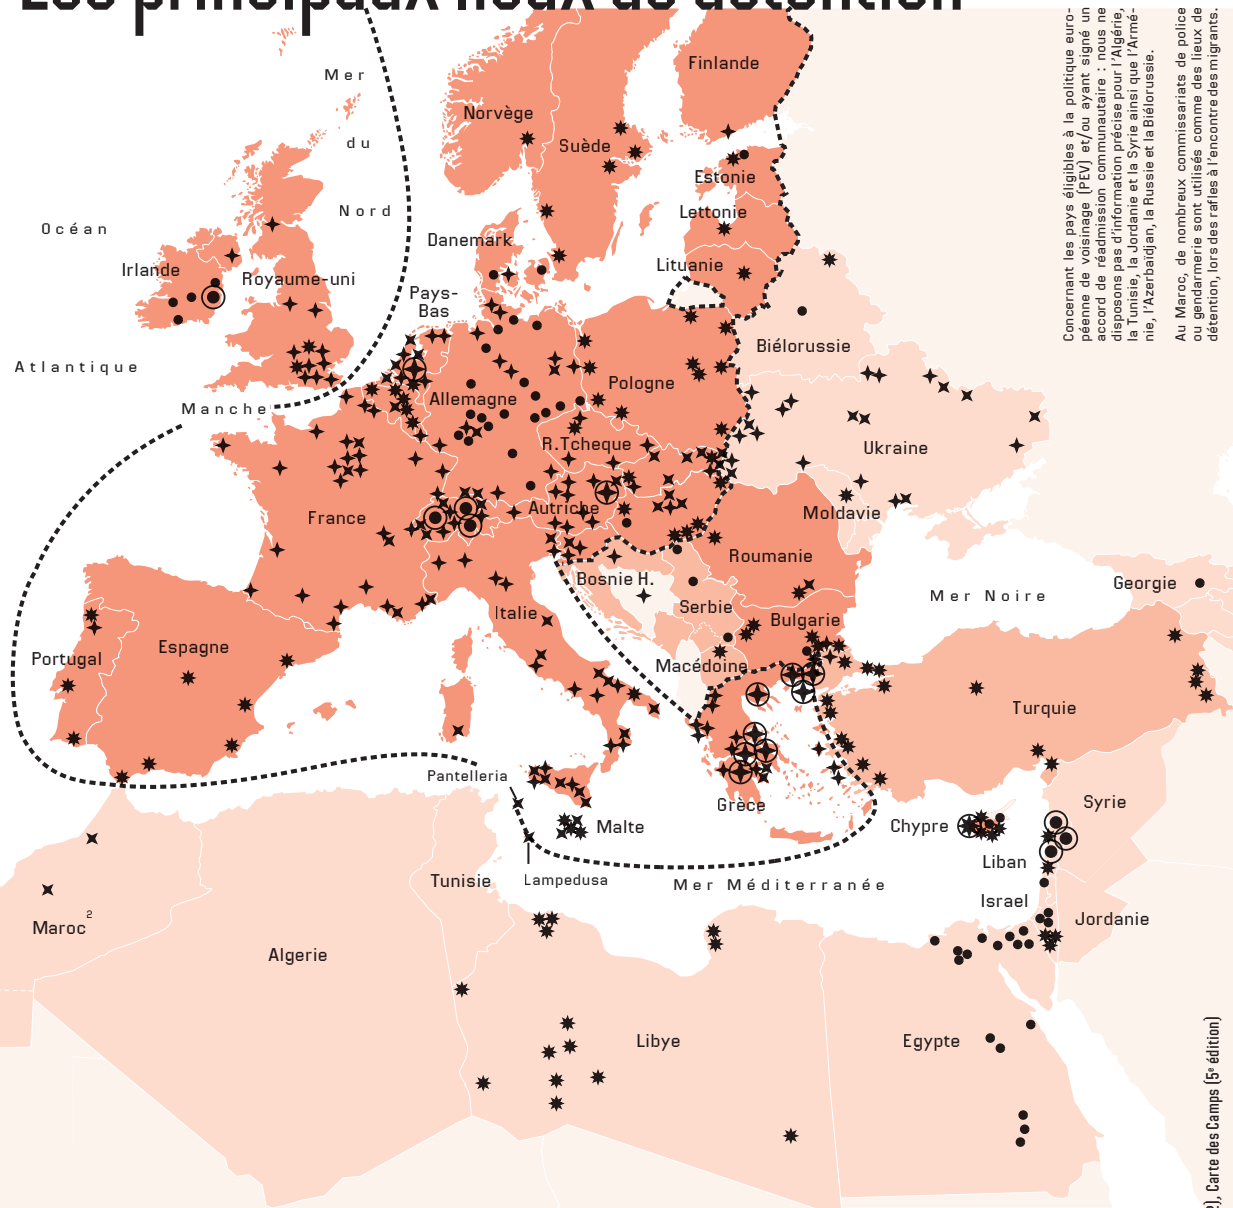 Les principaux lieux de détention
Finlande
Mer
Norvège
du
Suède
Estonie
Lettonie
Nord
Océan
Danemark
Lituanie
Irlande
Royaume-uni
Pays-
Bas
Biélorussie
Atlantique
Pologne
Allemagne
Manche
R.Tcheque
Ukraine
Autriche
Moldavie
France
Roumanie
Bosnie H.
Georgie
Mer Noire
Serbie
Italie
Bulgarie
Espagne
Portugal
Macédoine
Turquie
Pantelleria
Syrie
Grèce
Malte
Chypre
Liban
Tunisie
Lampedusa
Mer Méditerranée
Israel
Maroc 2
Jordanie
Algerie
Libye
Egypte
Concernant les pays éligibles à la politique euro-
péenne de voisinage (PEV) et/ou ayant signé un
accord de réadmission communautaire : nous ne
disposons pas d'information précise pour l'Algérie,
la Tunisie, la Jordanie et la Syrie ainsi que l'Armé-
nie, l'Azerbaïdjan, la Russie et la Biélorussie.
Au Maroc, de nombreux commissariats de police
ou gendarmerie sont utilisés comme des lieux de
détention, lors des rafles à l'encontre des migrants.
), Carte des Camps (5e édition)